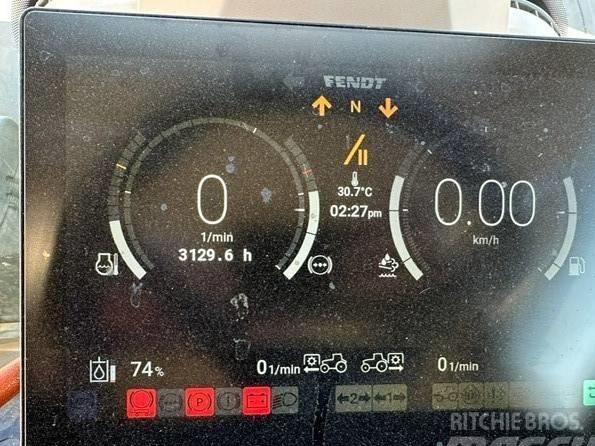 FENDT
N
0
1/min
3129.6 h
30.7°C
02:27pm
0.00
km/h
74%
0 1/min
0 1/min
P
2
1
RITCHIE BROS.